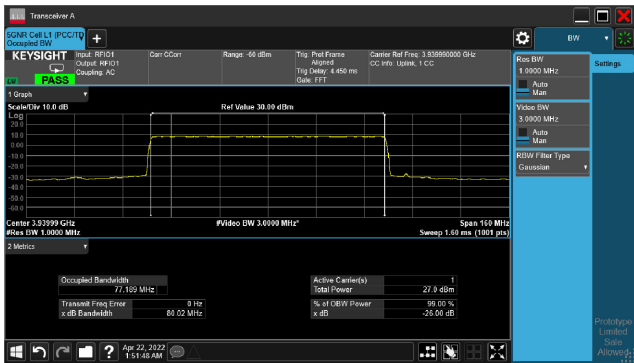 Transceiver A
5GNR Cell L1 (PCC/TD
Occupied BW
BW
KEYSIGHT
PASS
Input: RFIO1
Output: RFIO1
Coupling: AC
Corr CCorr
Range: -60 dBm
Trig: Prel Frame
Aligned
Trig Delay: 4.450 ms
Gate: FFT
Carrier Ref Freq: 3.939990000 GHz
CC Info: Uplink, 1 CC
Res BW
1.0000 MHz
Auto
Man
Settings
Video BW
3.0000 MHz
Auto
Man
RBW Filter Type
Gaussian
1 Graph
Scale/Div 10.0 dB
Ref Value 30.00 dBm
Log
20.0
10.0
0.00
-10.0
-20.0
-30.0
-40.0
-50.0
-60.0
Center 3.93999 GHz
#Res BW 1.0000 MHz
#Video BW 3.0000 MHz*
Span 160 MHz
Sweep 1.60 ms (1001 pts)
2 Metrics
Occupied Bandwidth
77.189 MHz
Transmit Freq Error 0 Hz
x dB Bandwidth 80.02 MHz
Active Carrier(s) 1
Total Power 27.0 dBm
% of OBW Power 99.00 %
x dB -26.00 dB
Apr 22, 2022
1:51:48 AM
Prototype
Limited
Sale
Allowed